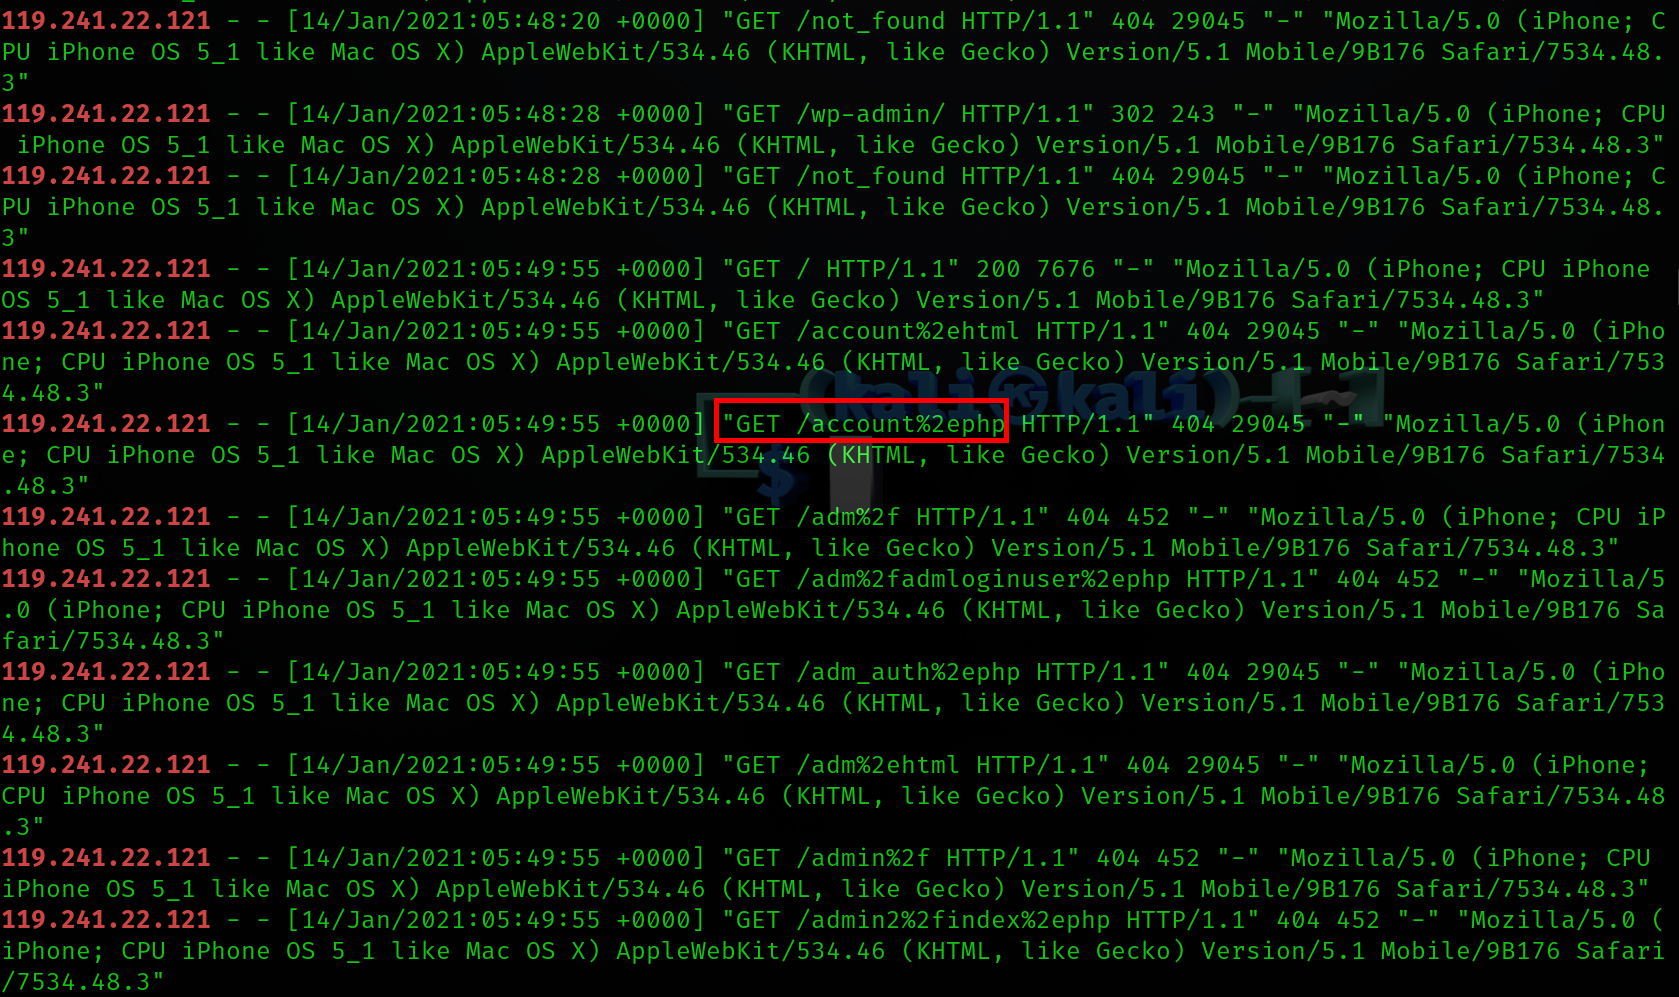 119.241.22.121 - - [14/Jan/2021:05:48:20 +0000] "GET /not_found HTTP/1.1" 404 29045 "-" "Mozilla/5.0 (iPhone; C
PU iPhone OS 5_1 like Mac OS X) AppleWebKit/534.46 (KHTML, like Gecko) Version/5.1 Mobile/9B176 Safari/7534.48.
3"
119.241.22.121 - - [14/Jan/2021:05:48:28 +0000] "GET /wp-admin/ HTTP/1.1" 302 243 "-" "Mozilla/5.0 (iPhone; CPU
 iPhone OS 5_1 like Mac OS X) AppleWebKit/534.46 (KHTML, like Gecko) Version/5.1 Mobile/9B176 Safari/7534.48.3"
119.241.22.121 - - [14/Jan/2021:05:48:28 +0000] "GET /not_found HTTP/1.1" 404 29045 "-" "Mozilla/5.0 (iPhone; C
PU iPhone OS 5_1 like Mac OS X) AppleWebKit/534.46 (KHTML, like Gecko) Version/5.1 Mobile/9B176 Safari/7534.48.
3"
119.241.22.121 - - [14/Jan/2021:05:49:55 +0000] "GET / HTTP/1.1" 200 7676 "-" "Mozilla/5.0 (iPhone; CPU iPhone
OS 5_1 like Mac OS X) AppleWebKit/534.46 (KHTML, like Gecko) Version/5.1 Mobile/9B176 Safari/7534.48.3"
119.241.22.121 - - [14/Jan/2021:05:49:55 +0000] "GET /account%2ehtml HTTP/1.1" 404 29045 "-" "Mozilla/5.0 (iPho
ne; CPU iPhone OS 5_1 like Mac OS X) AppleWebKit/534.46 (KHTML, like Gecko) Version/5.1 Mobile/9B176 Safari/753
4.48.3"
(kali㉿kali)-[~]
119.241.22.121 - - [14/Jan/2021:05:49:55 +0000] "GET /account%2ephp HTTP/1.1" 404 29045 "-" "Mozilla/5.0 (iPhon
e; CPU iPhone OS 5_1 like Mac OS X) AppleWebKit/534.46 (KHTML, like Gecko) Version/5.1 Mobile/9B176 Safari/7534
.48.3"
$
119.241.22.121 - - [14/Jan/2021:05:49:55 +0000] "GET /adm%2f HTTP/1.1" 404 452 "-" "Mozilla/5.0 (iPhone; CPU iP
hone OS 5_1 like Mac OS X) AppleWebKit/534.46 (KHTML, like Gecko) Version/5.1 Mobile/9B176 Safari/7534.48.3"
119.241.22.121 - - [14/Jan/2021:05:49:55 +0000] "GET /adm%2fadmloginuser%2ephp HTTP/1.1" 404 452 "-" "Mozilla/5
.0 (iPhone; CPU iPhone OS 5_1 like Mac OS X) AppleWebKit/534.46 (KHTML, like Gecko) Version/5.1 Mobile/9B176 Sa
fari/7534.48.3"
119.241.22.121 - - [14/Jan/2021:05:49:55 +0000] "GET /adm_auth%2ephp HTTP/1.1" 404 29045 "-" "Mozilla/5.0 (iPho
ne; CPU iPhone OS 5_1 like Mac OS X) AppleWebKit/534.46 (KHTML, like Gecko) Version/5.1 Mobile/9B176 Safari/753
4.48.3"
119.241.22.121 - - [14/Jan/2021:05:49:55 +0000] "GET /adm%2ehtml HTTP/1.1" 404 29045 "-" "Mozilla/5.0 (iPhone;
CPU iPhone OS 5_1 like Mac OS X) AppleWebKit/534.46 (KHTML, like Gecko) Version/5.1 Mobile/9B176 Safari/7534.48
.3"
119.241.22.121 - - [14/Jan/2021:05:49:55 +0000] "GET /admin%2f HTTP/1.1" 404 452 "-" "Mozilla/5.0 (iPhone; CPU
iPhone OS 5_1 like Mac OS X) AppleWebKit/534.46 (KHTML, like Gecko) Version/5.1 Mobile/9B176 Safari/7534.48.3"
119.241.22.121 - - [14/Jan/2021:05:49:55 +0000] "GET /admin2%2findex%2ephp HTTP/1.1" 404 452 "-" "Mozilla/5.0 (
iPhone; CPU iPhone OS 5_1 like Mac OS X) AppleWebKit/534.46 (KHTML, like Gecko) Version/5.1 Mobile/9B176 Safari
/7534.48.3"